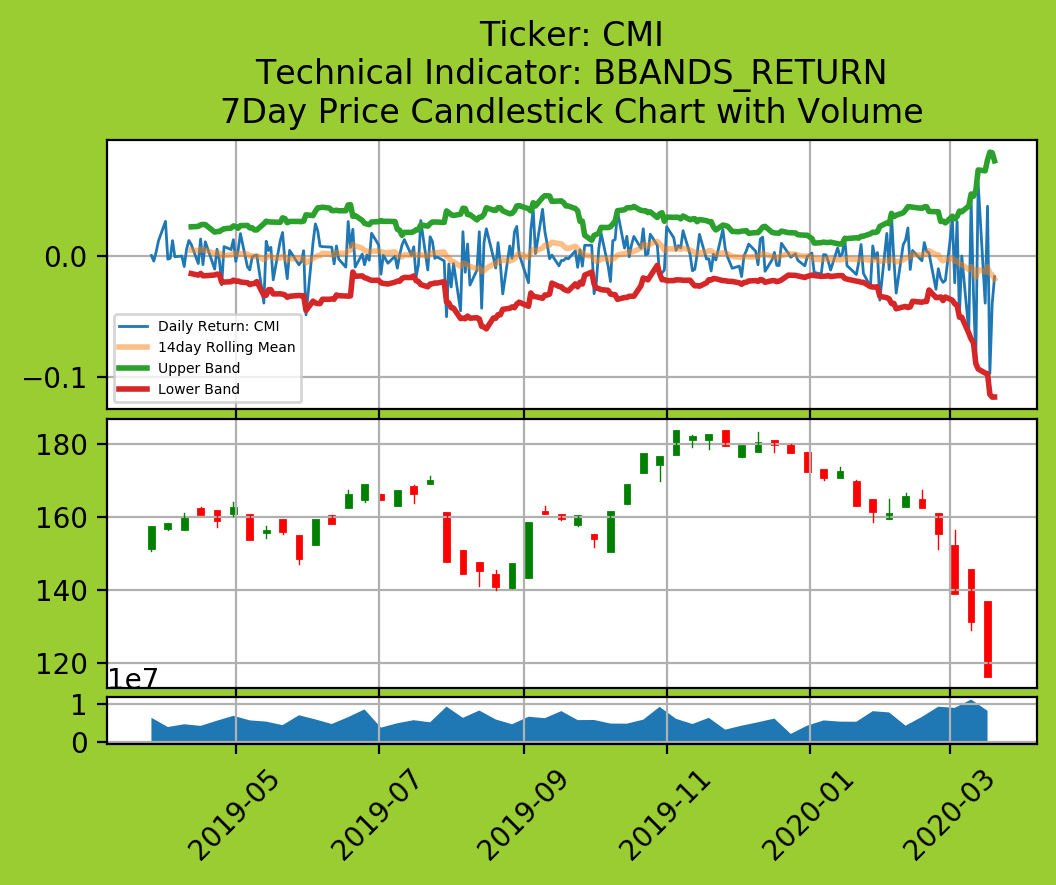 Ticker: CMI
Technical Indicator: BBANDS_RETURN
7Day Price Candlestick Chart with Volume
0.0
−0.1
Daily Return: CMI
14day Rolling Mean
Upper Band
Lower Band
180
160
140
120
1e7
1
0
2019-05
2019-07
2019-09
2019-11
2020-01
2020-03